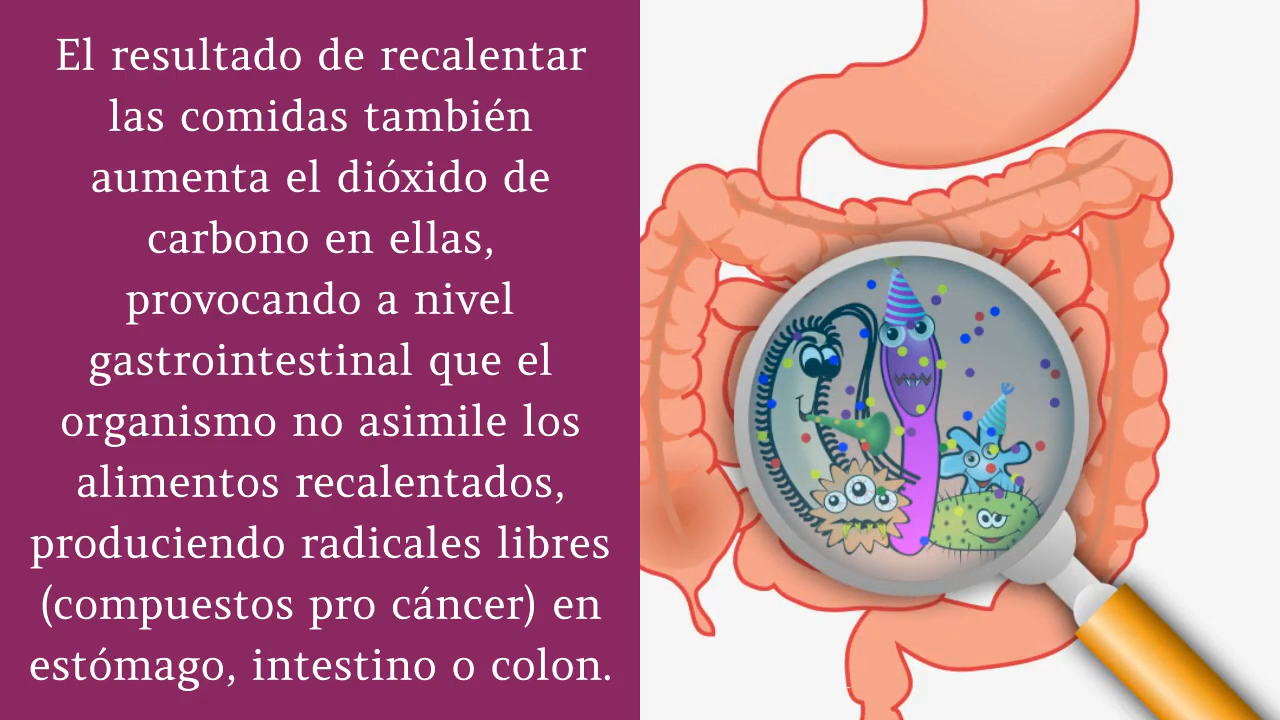 El resultado de recalentar
las comidas también
aumenta el dióxido de
carbono en ellas,
provocando a nivel
gastrointestinal que el
organismo no asimile los
alimentos recalentados,
produciendo radicales libres
(compuestos pro cáncer) en
estómago, intestino o colon.